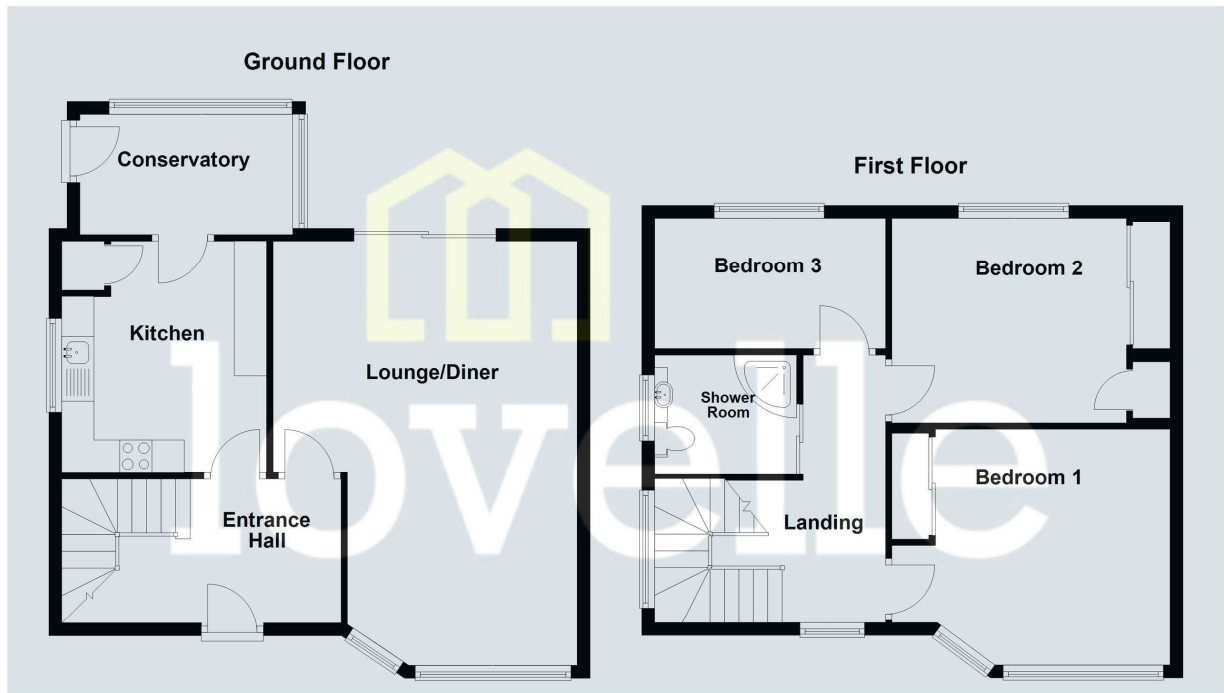 Ground Floor
Conservatory
Kitchen
Lounge/Diner
Entrance
Hall
First Floor
Bedroom 3
Bedroom 2
Shower
Room
Bedroom 1
Landing
lovelle